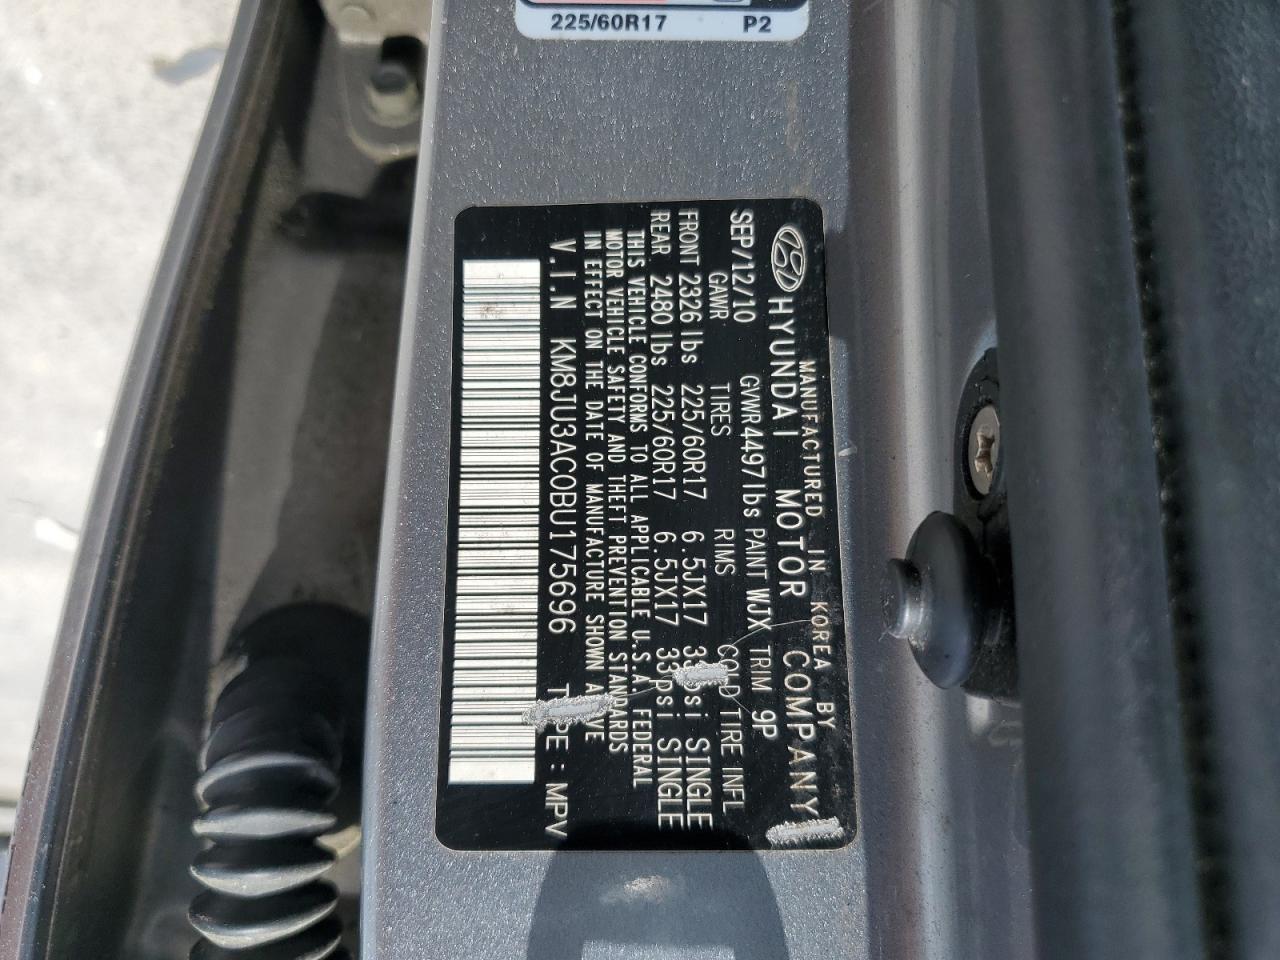 225/60R17 P2
MANUFACTURED IN KOREA BY
HYUNDAI MOTOR COMPANY
SEP/12/10 GVWR4497lbs PAINT WJX TRIM 9P
GAWR TIRES RIMS COLD TIRE INFL
FRONT 2326 lbs 225/60R17 6.5JX17 SINGLE
REAR 2480 lbs 225/60R17 6.5JX17 33psi SINGLE
THIS VEHICLE CONFORMS TO ALL APPLICABLE U.S.A. FEDERAL
MOTOR VEHICLE SAFETY AND THEFT PREVENTION STANDARDS
IN EFFECT ON THE DATE OF MANUFACTURE SHOWN ABOVE
V.I.N KM8JU3AC0BU175696 TYPE : MPV